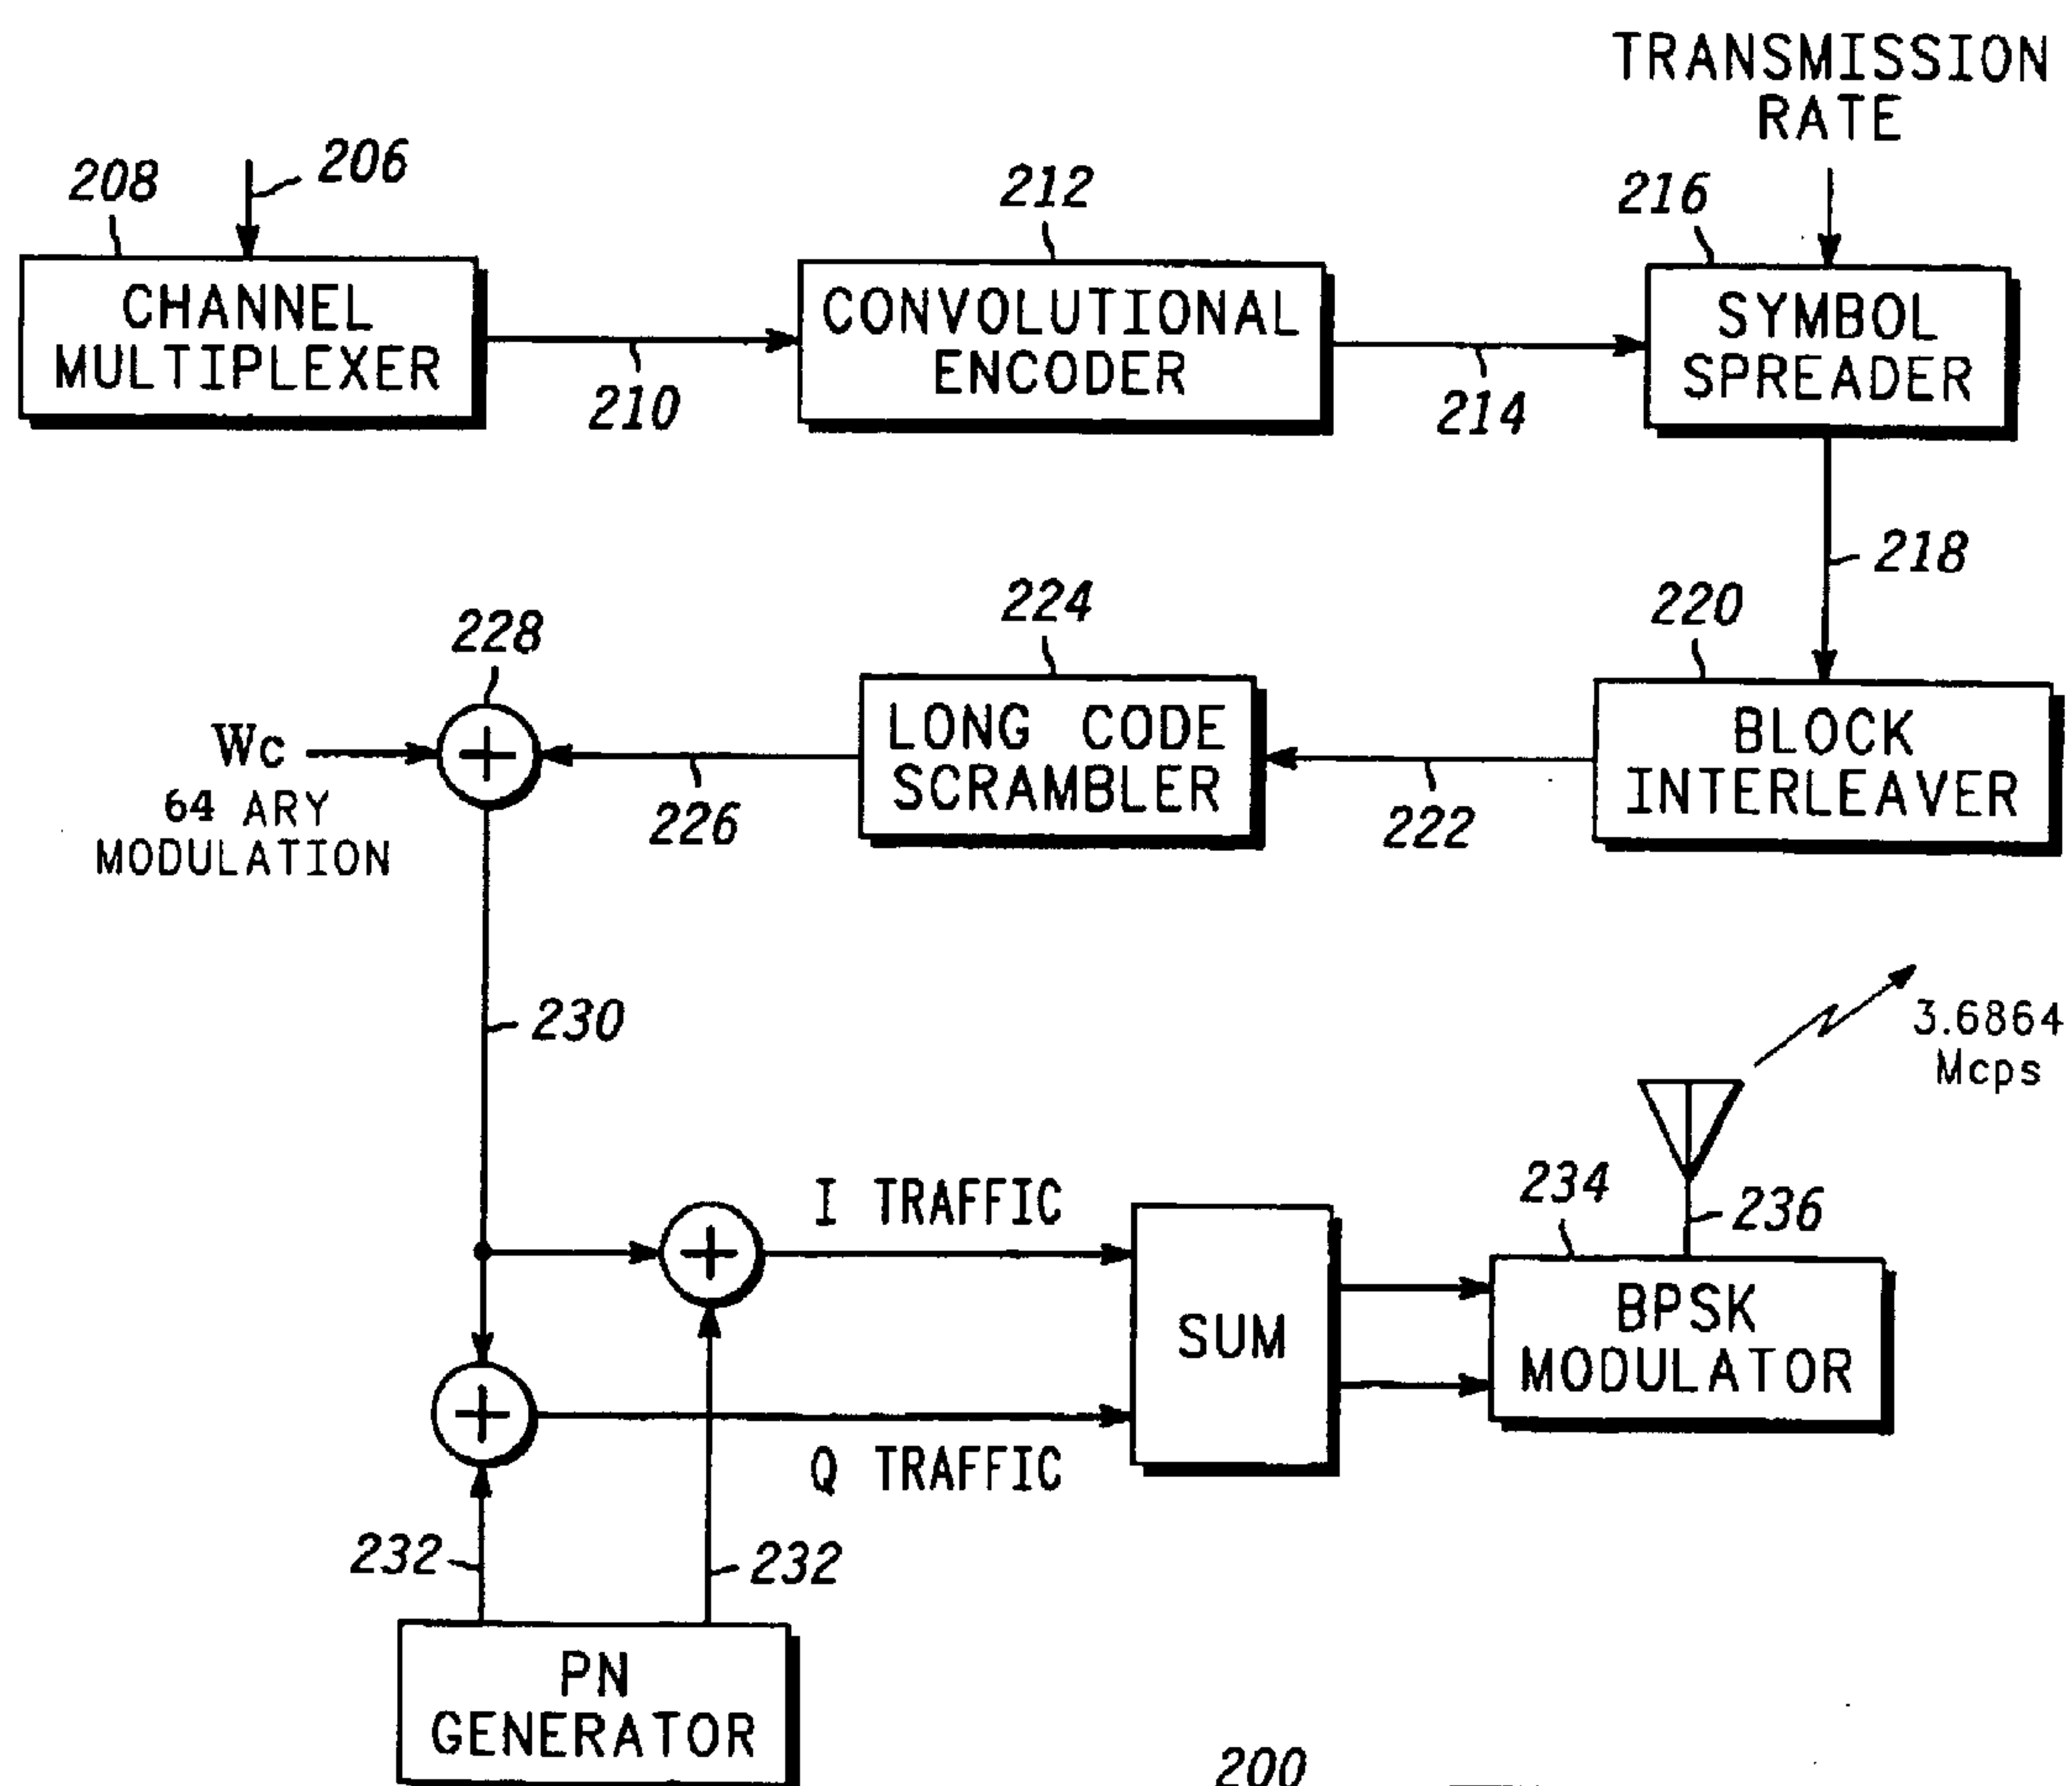 TRANSMISSION
RATE
208
206
212
216
CHANNEL
MULTIPLEXER
210
CONVOLUTIONAL
ENCODER
214
SYMBOL
SPREADER
218
228
224
220
Wc
64 ARY
MODULATION
226
LONG CODE
SCRAMBLER
222
BLOCK
INTERLEAVER
230
3.6864
Mcps
I TRAFFIC
234
236
SUM
BPSK
MODULATOR
Q TRAFFIC
232
232
PN
GENERATOR
200